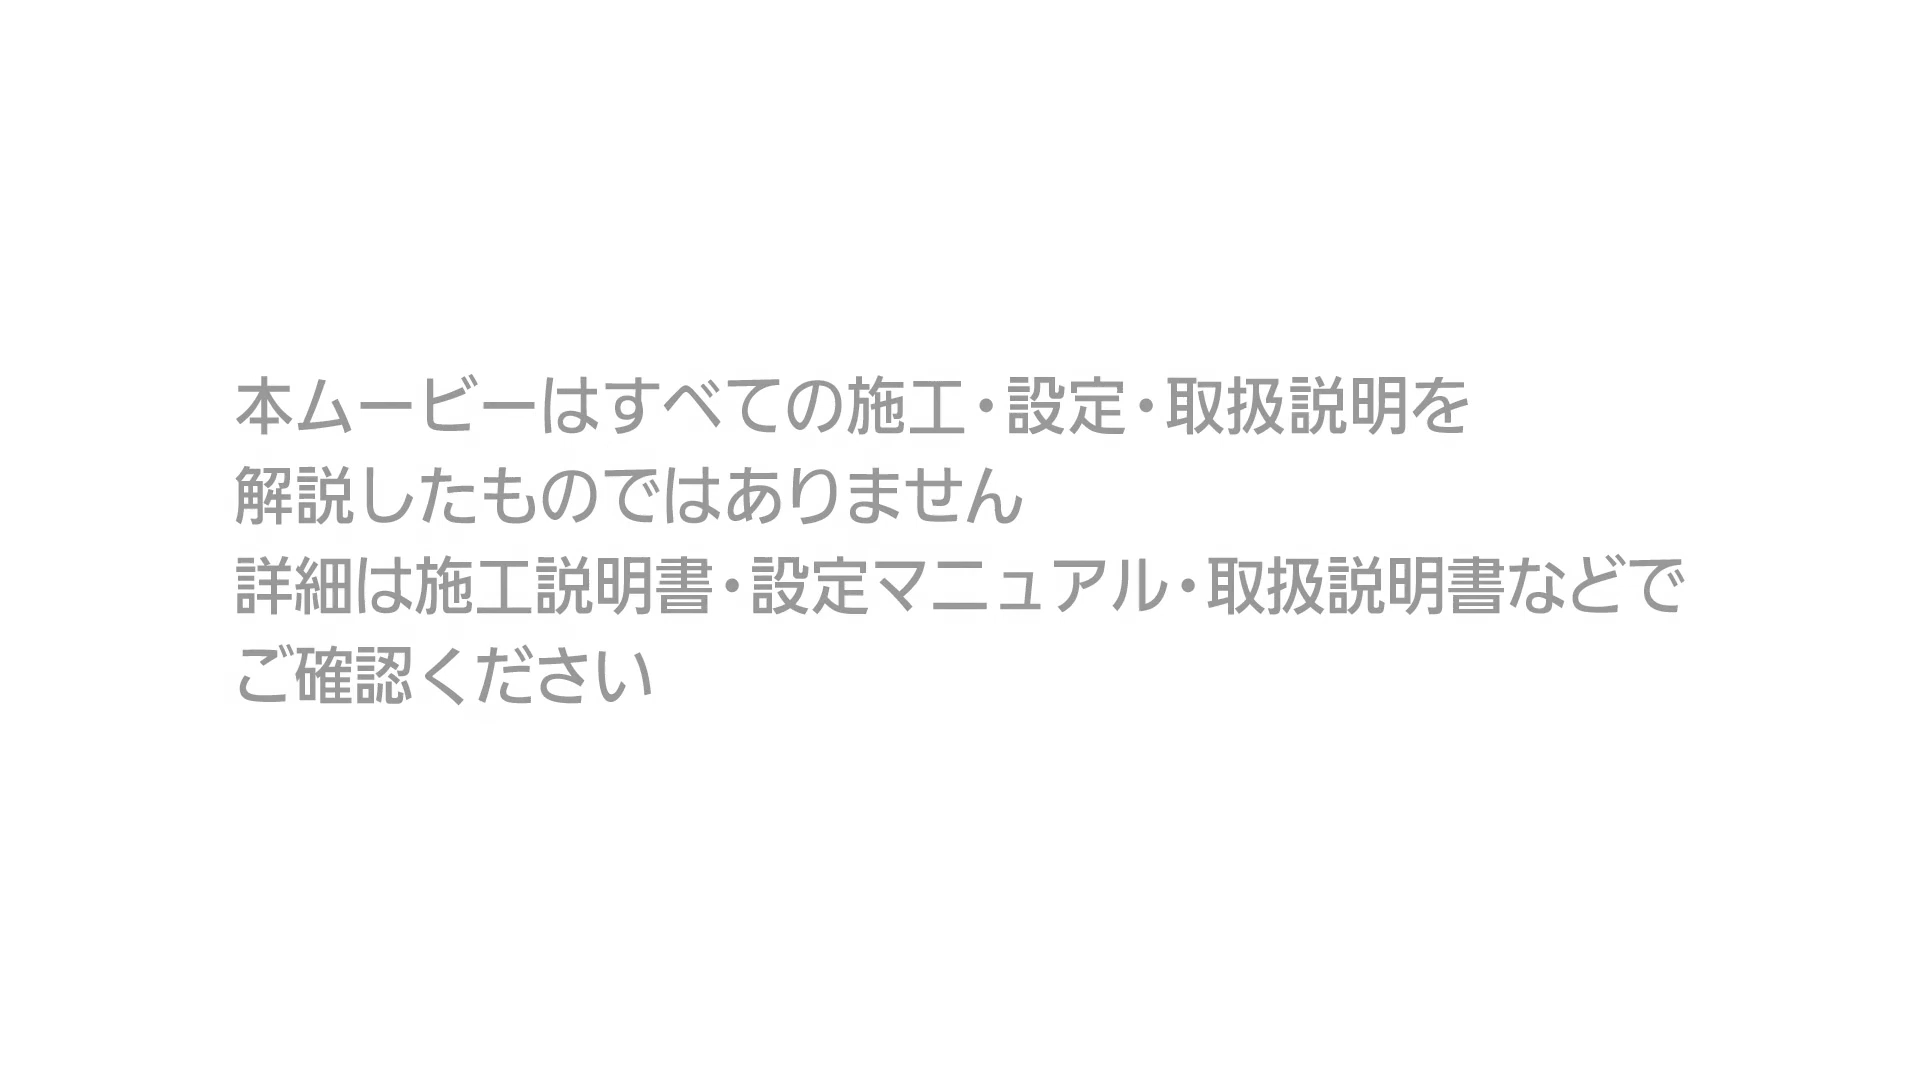 本ムービーはすべての施工・設定・取扱説明を
解説したものではありません
詳細は施工説明書・設定マニュアル・取扱説明書などで
ご確認ください